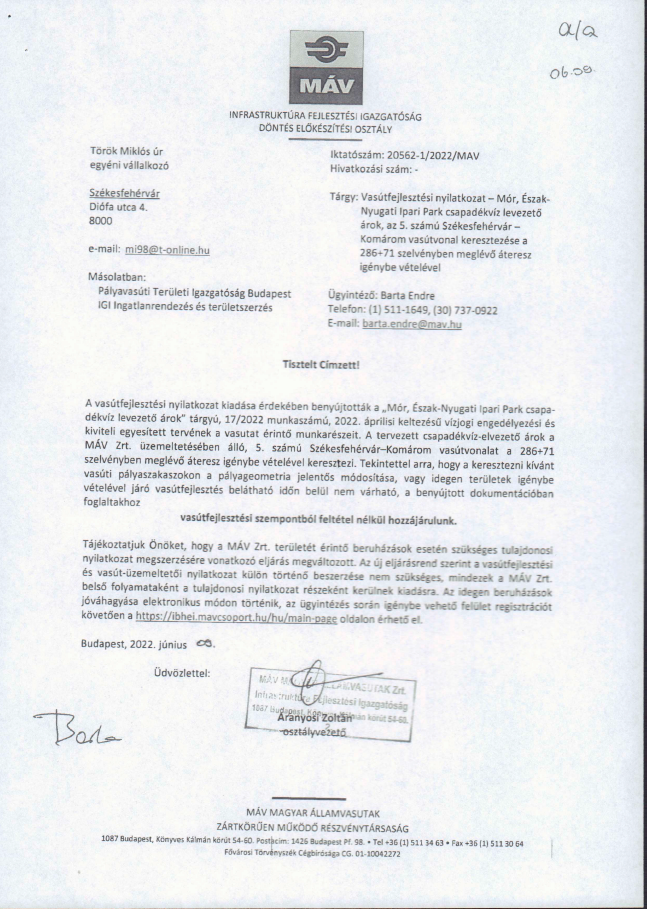 a/a
06.09.
MÁV
INFRASTRUKTÚRA FEJLESZTÉSI IGAZGATÓSÁG
DÖNTÉS ELŐKÉSZÍTÉSI OSZTÁLY
Török Miklós úr
egyéni vállalkozó
Székesfehérvár
Diófa utca 4.
8000
e-mail: mi98@t-online.hu
Másolatban:
Pályavasúti Területi Igazgatóság Budapest
IGI Ingatlanrendezés és területszerzés
Iktatószám: 20562-1/2022/MAV
Hivatkozási szám: -
Tárgy: Vasútfejlesztési nyilatkozat – Mór, Észak-
Nyugati Ipari Park csapadékvíz levezető
árok, az 5. számú Székesfehérvár –
Komárom vasútvonal keresztezése a
286+71 szelvényben meglévő áteresz
igénybe vételével
Ügyintéző: Barta Endre
Telefon: (1) 511-1649, (30) 737-0922
E-mail: barta.endre@mav.hu
Tisztelt Címzett!
A vasútfejlesztési nyilatkozat kiadása érdekében benyújtották a „Mór, Észak-Nyugati Ipari Park csapa-
dékvíz levezető árok” tárgyú, 17/2022 munkaszámú, 2022. áprilisi keltezésű vízjogi engedélyezési és
kiviteli egyesített tervének a vasutat érintő munkarészeit. A tervezett csapadékvíz-elvezető árok a
MÁV Zrt. üzemeltetésében álló, 5. számú Székesfehérvár–Komárom vasútvonalat a 286+71
szelvényben meglévő áteresz igénybe vételével keresztezi. Tekintettel arra, hogy a keresztezni kívánt
vasúti pályaszakaszokon a pályageometria jelentős módosítása, vagy idegen területek igénybe
vételével járó vasútfejlesztés belátható időn belül nem várható, a benyújtott dokumentációban
foglaltakhoz
vasútfejlesztési szempontból feltétel nélkül hozzájárulunk.
Tájékoztatjuk Önöket, hogy a MÁV Zrt. területét érintő beruházások esetén szükséges tulajdonosi
nyilatkozat megszerzésére vonatkozó eljárás megváltozott. Az új eljárásrend szerint a vasútfejlesztési
és vasút-üzemeltetői nyilatkozat külön történő beszerzése nem szükséges, mindezek a MÁV Zrt.
belső folyamataként a tulajdonosi nyilatkozat részeként kerülnek kiadásra. Az idegen beruházások
jóváhagyása elektronikus módon történik, az ügyintézés során igénybe vehető felület regisztrációt
követően a https://ibhei.mavcsoport.hu/hu/main-page oldalon érhető el.
Budapest, 2022. június 08.
Üdvözlettel:
MÁV ÁLLAMVASUTAK Zrt.
Infrastruktúra Fejlesztési Igazgatóság
1087 Budapest, Könyves Kálmán körút 54-60.
Aranyosi Zoltán
osztályvezető
Barta
MÁV MAGYAR ÁLLAMVASUTAK
ZÁRTKÖRŰEN MŰKÖDŐ RÉSZVÉNYTÁRSASÁG
1087 Budapest, Könyves Kálmán körút 54-60. Postacím: 1426 Budapest Pf. 98. • Tel +36 (1) 511 34 63 • Fax +36 (1) 511 30 64
Fővárosi Törvényszék Cégbírósága CG. 01-10042272